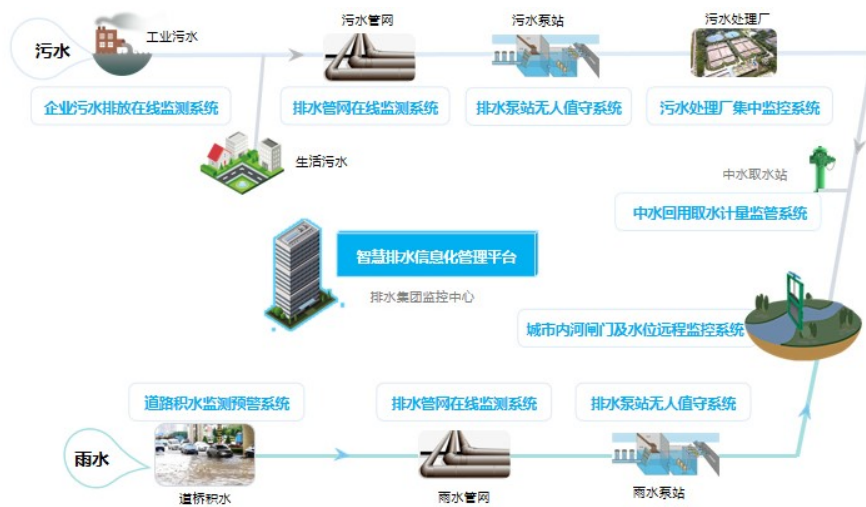 污水
工业污水
污水管网
污水泵站
污水处理厂
企业污水排放在线监测系统
排水管网在线监测系统
排水泵站无人值守系统
污水处理厂集中监控系统
生活污水
中水取水站
中水回用取水计量监管系统
智慧排水信息化管理平台
排水集团监控中心
城市内河闸门及水位远程监控系统
道路积水监测预警系统
排水管网在线监测系统
排水泵站无人值守系统
雨水
道桥积水
雨水管网
雨水泵站